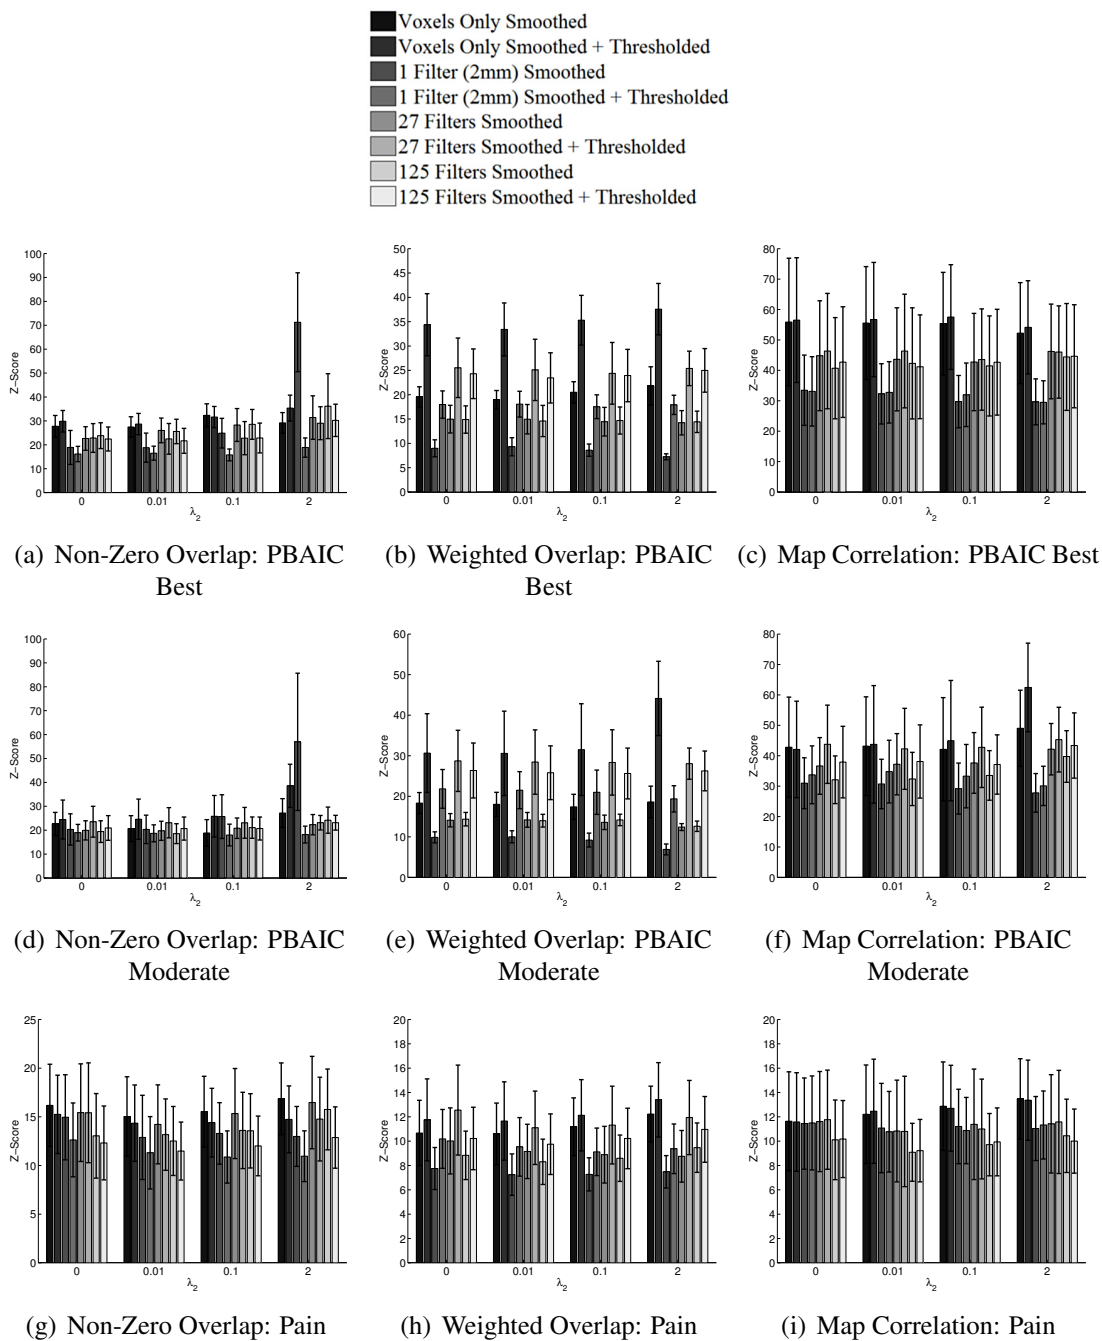 Voxels Only Smoothed
Voxels Only Smoothed + Thresholded
1 Filter (2mm) Smoothed
1 Filter (2mm) Smoothed + Thresholded
27 Filters Smoothed
27 Filters Smoothed + Thresholded
125 Filters Smoothed
125 Filters Smoothed + Thresholded
100
90
80
70
60
50
40
30
20
10
0
Z-Score
0 0.01 0.1 2
λ2
50
45
40
35
30
25
20
15
10
5
0
Z-Score
0 0.01 0.1 2
λ2
80
70
60
50
40
30
20
10
0
Z-Score
0 0.01 0.1 2
λ2
(a) Non-Zero Overlap: PBAIC
Best
(b) Weighted Overlap: PBAIC
Best
(c) Map Correlation: PBAIC Best
100
90
80
70
60
50
40
30
20
10
0
Z-Score
0 0.01 0.1 2
λ2
60
50
40
30
20
10
0
Z-Score
0 0.01 0.1 2
λ2
80
70
60
50
40
30
20
10
0
Z-Score
0 0.01 0.1 2
λ2
(d) Non-Zero Overlap: PBAIC
Moderate
(e) Weighted Overlap: PBAIC
Moderate
(f) Map Correlation: PBAIC
Moderate
25
20
15
10
5
0
Z-Score
0 0.01 0.1 2
λ2
20
18
16
14
12
10
8
6
4
2
0
Z-Score
0 0.01 0.1 2
λ2
20
18
16
14
12
10
8
6
4
2
0
Z-Score
0 0.01 0.1 2
λ2
(g) Non-Zero Overlap: Pain
(h) Weighted Overlap: Pain
(i) Map Correlation: Pain